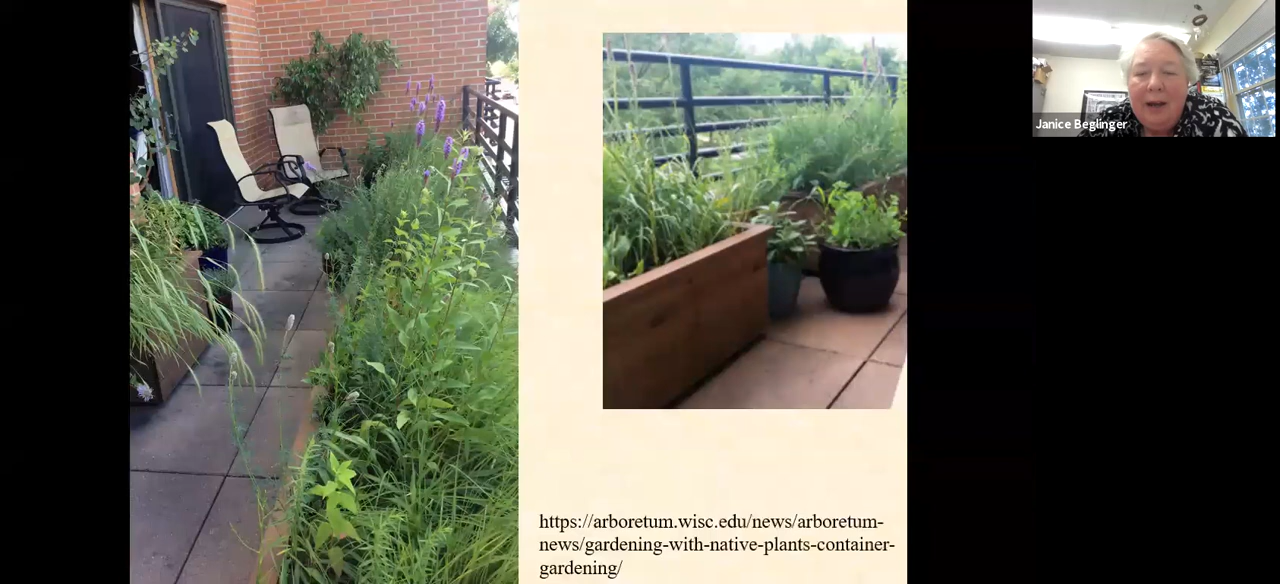 Janice Beglinger
https://arboretum.wisc.edu/news/arboretum-
news/gardening-with-native-plants-container-
gardening/